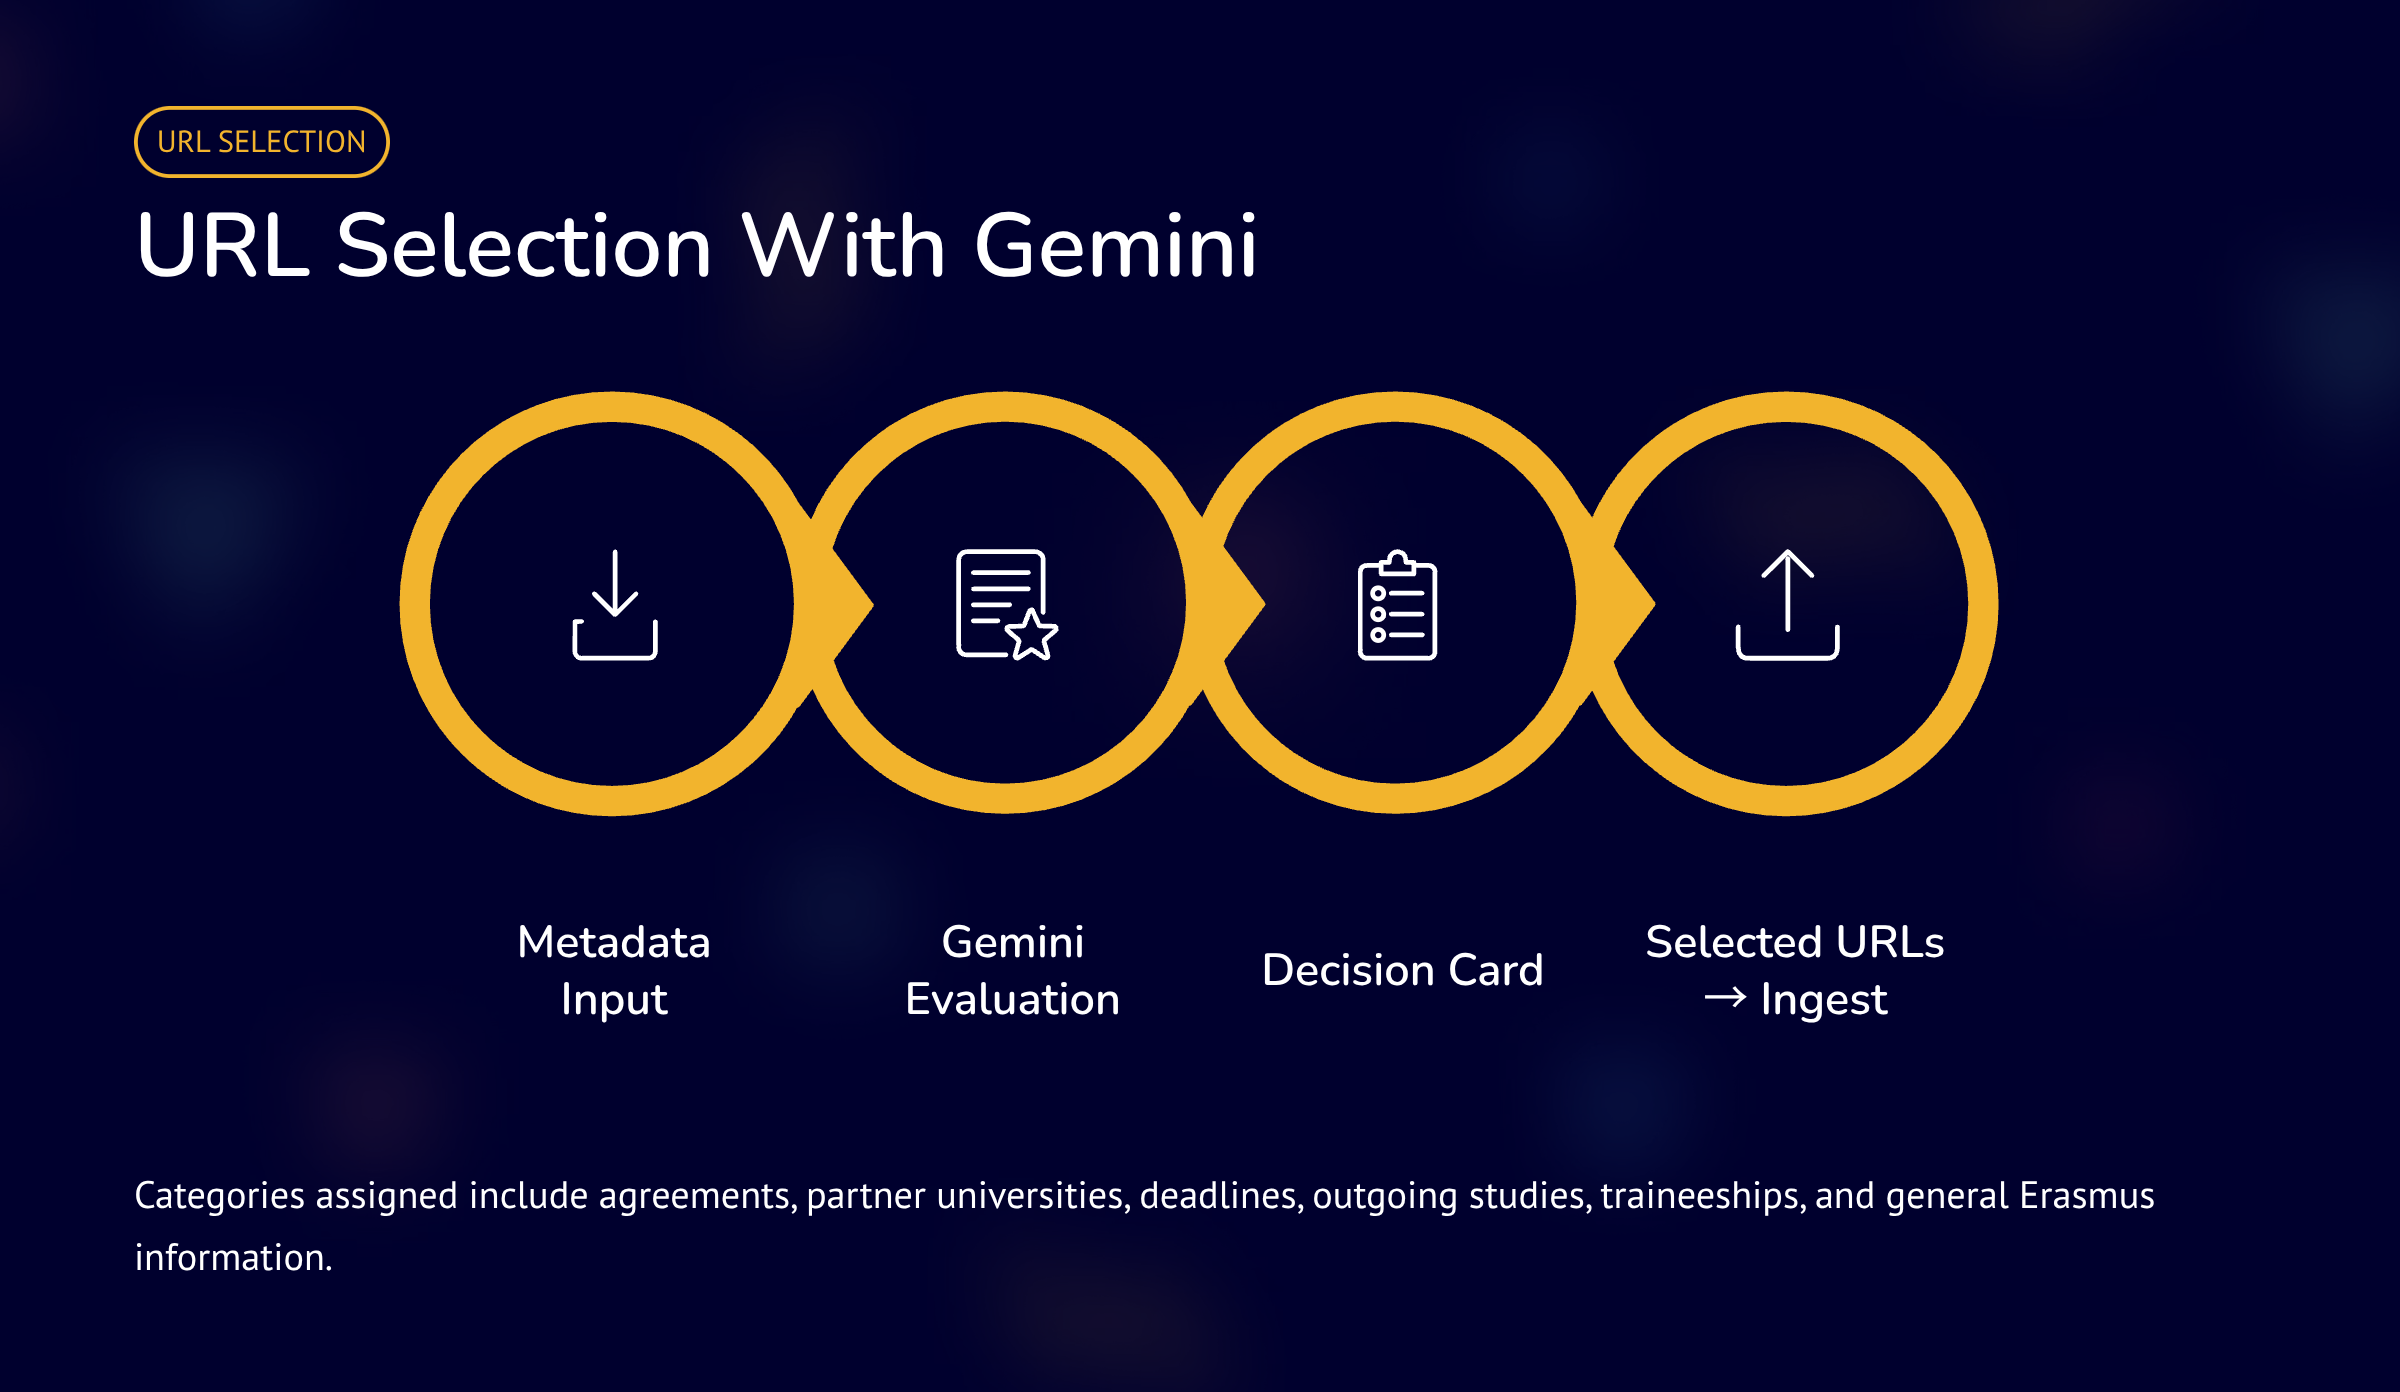 URL SELECTION
URL Selection With Gemini
Metadata
Input
Gemini
Evaluation
Decision Card
Selected URLs
→ Ingest
Categories assigned include agreements, partner universities, deadlines, outgoing studies, traineeships, and general Erasmus
information.